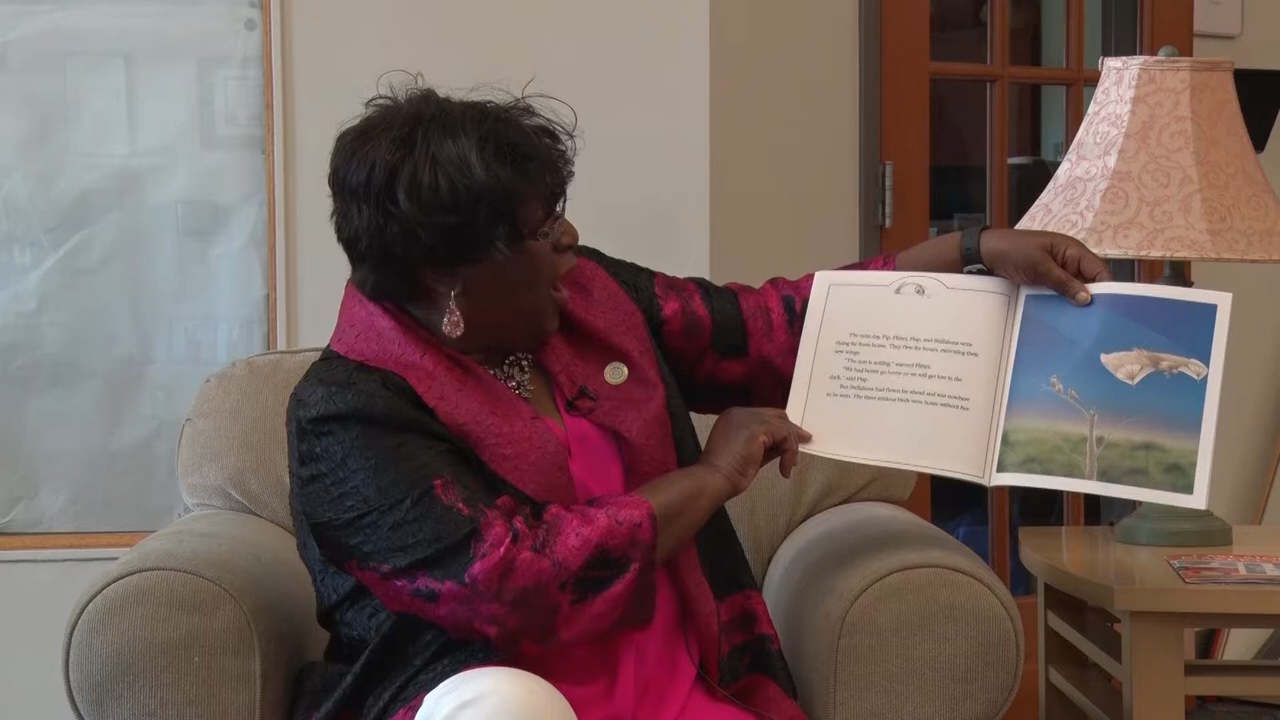 The next day, Pip, Flitter, Flap, and Stellaluna went
flying far from home. They flew for hours, exercising their
new wings.
"The sun is setting," warned Flitter.
"We had better go home or we will get lost in the
dark," said Flap.
But Stellaluna had flown far ahead and was nowhere
to be seen. The three anxious birds went home without her.